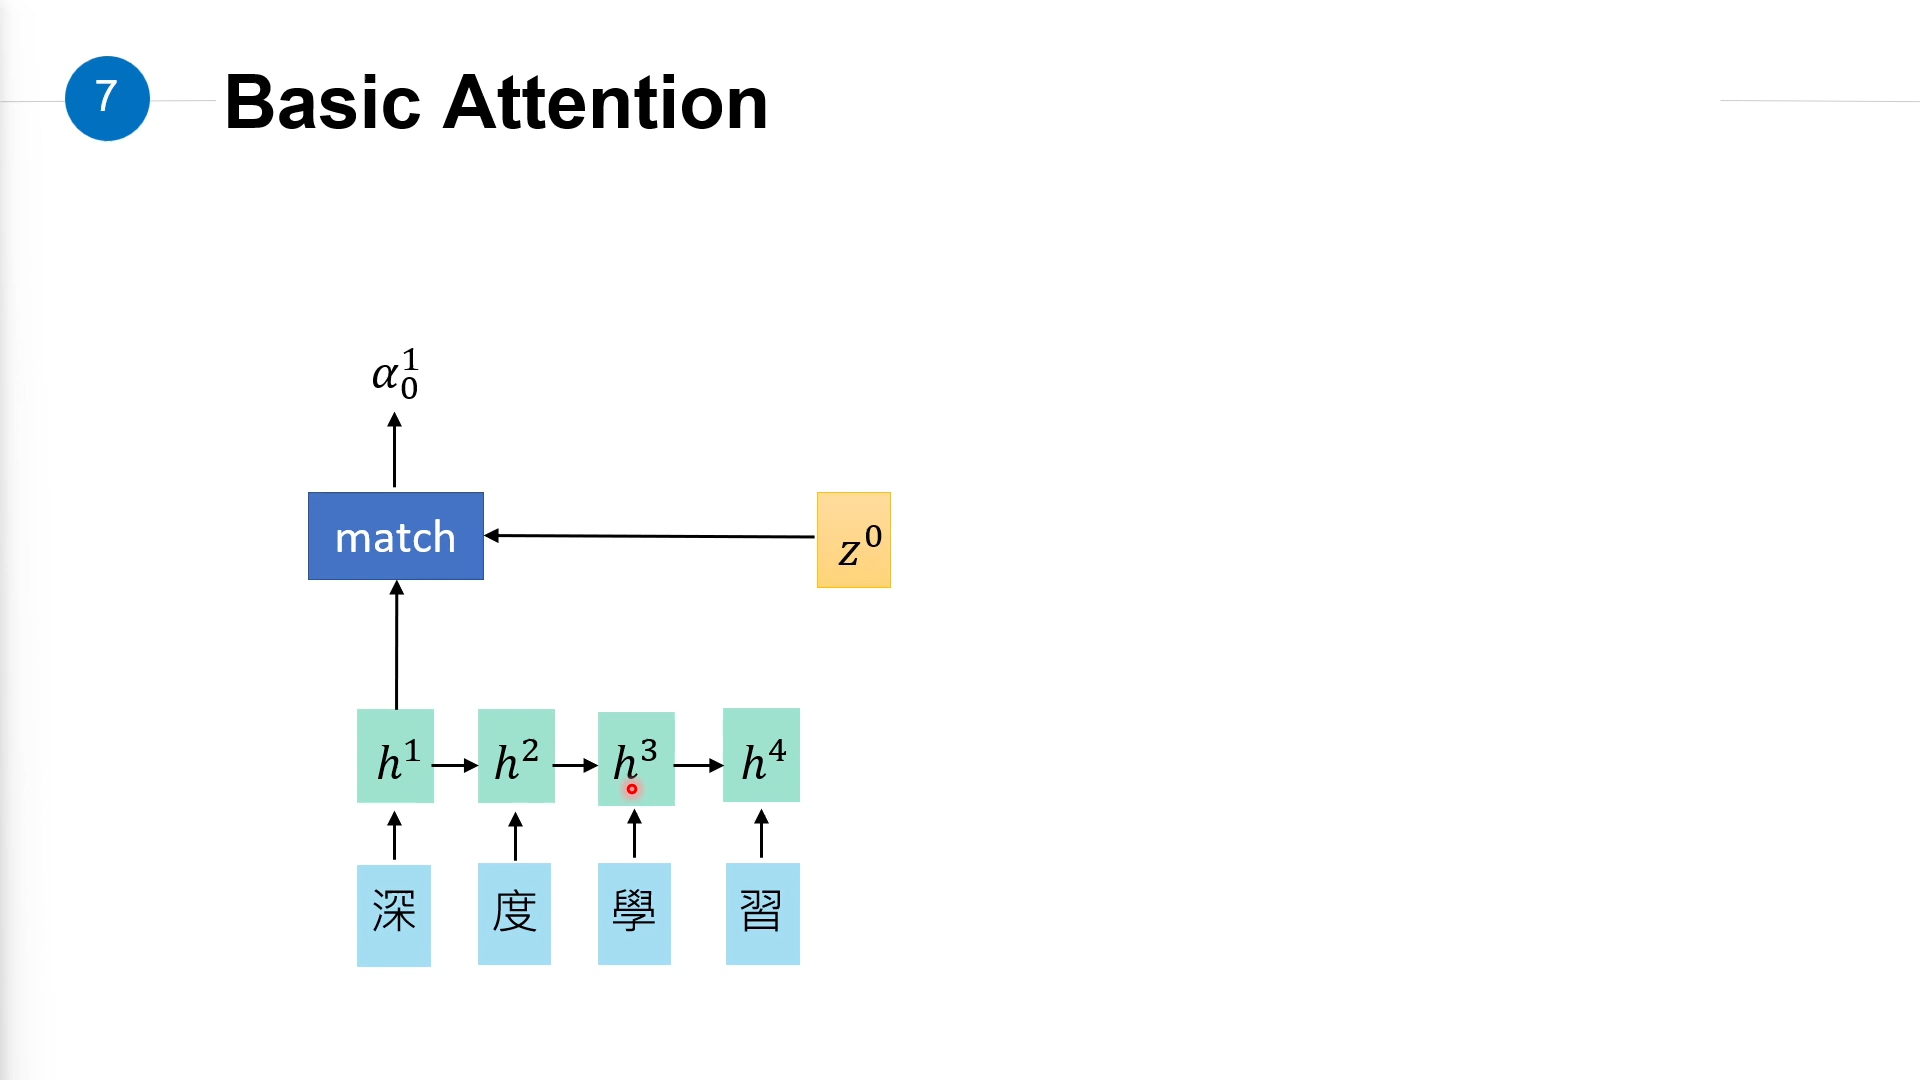 7
Basic Attention
α₀¹
match
z⁰
h¹ h² h³ h⁴
深 度 學 習